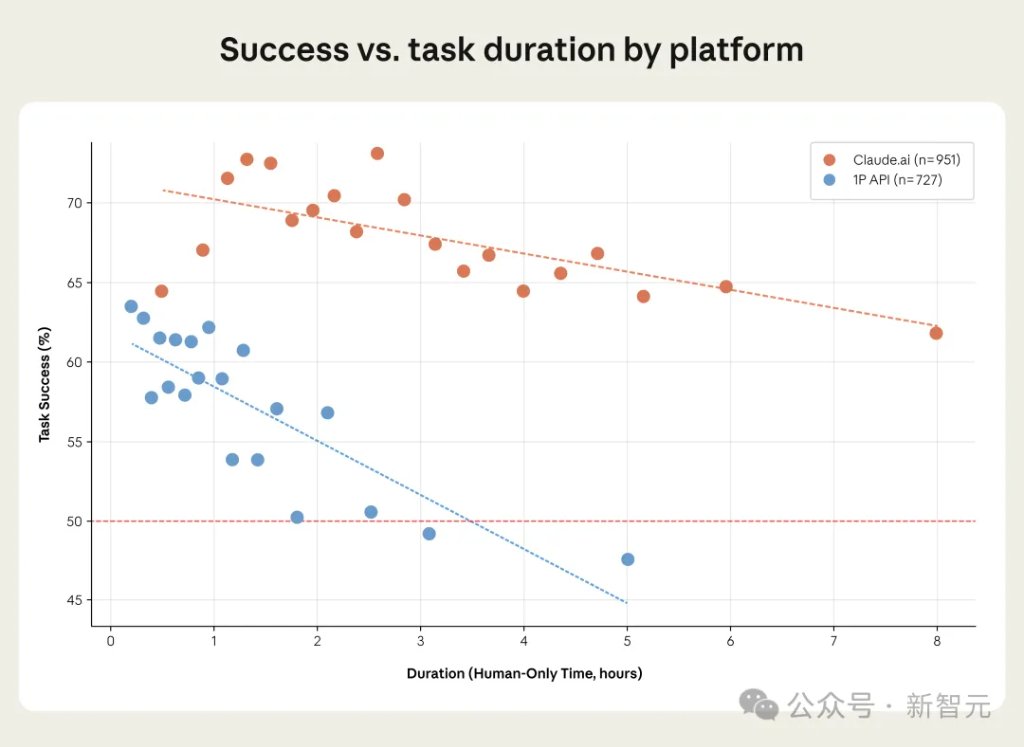 Success vs. task duration by platform
Claude.ai (n=951)
1P API (n=727)
70
65
60
55
50
45
Task Success (%)
0 1 2 3 4 5 6 7 8
Duration (Human-Only Time, hours)
公众号 · 新智元